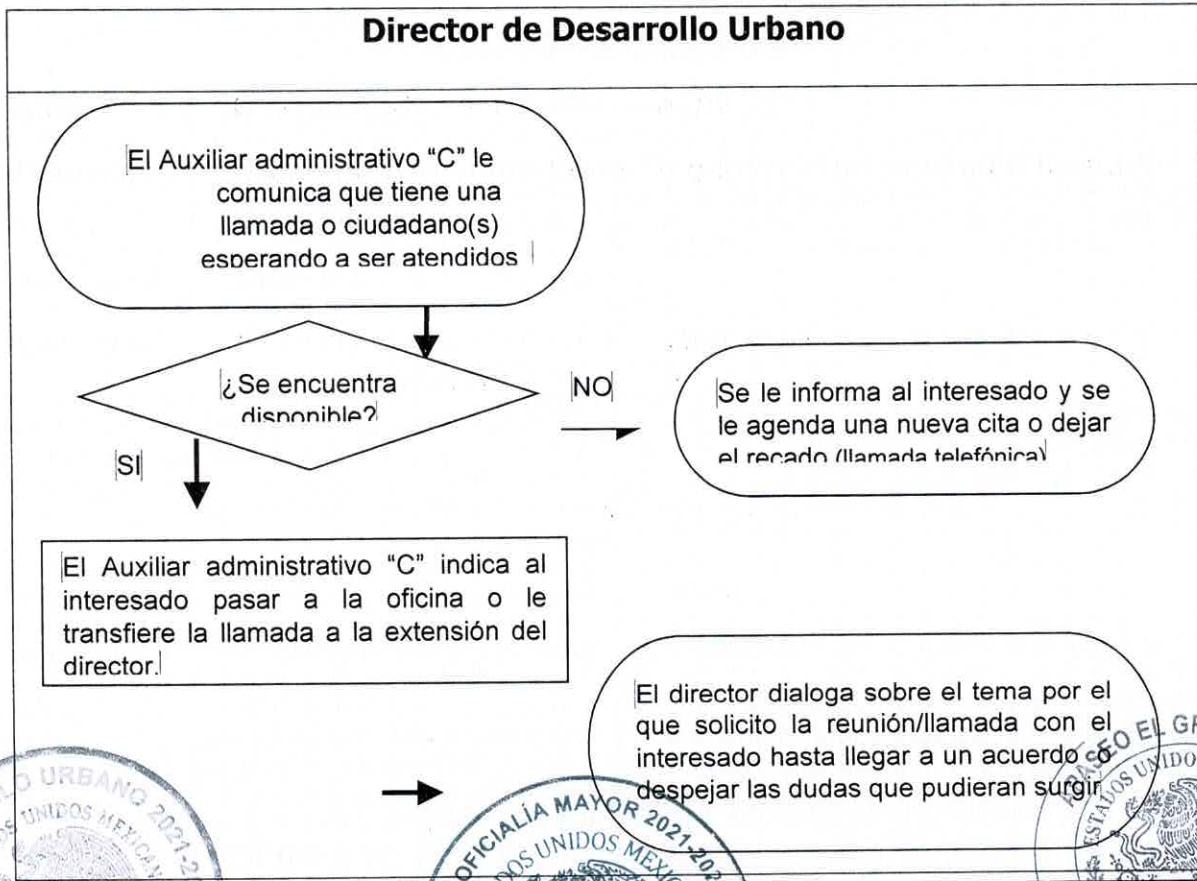 Director de Desarrollo Urbano
El Auxiliar administrativo “C” le
comunica que tiene una
llamada o ciudadano(s)
esperando a ser atendidos
¿Se encuentra
disponible?
NO
Se le informa al interesado y se
le agenda una nueva cita o dejar
el recado (llamada telefónica)
SI
El Auxiliar administrativo “C” indica al
interesado pasar a la oficina o le
transfiere la llamada a la extensión del
director.
El director dialoga sobre el tema por el
que solicito la reunión/llamada con el
interesado hasta llegar a un acuerdo o
despejar las dudas que pudieran surgir
URBANO
UNIDOS
OFICIALÍA MAYOR 2021-202
UNIDOS
EL GR
ESTADOS UNIDO